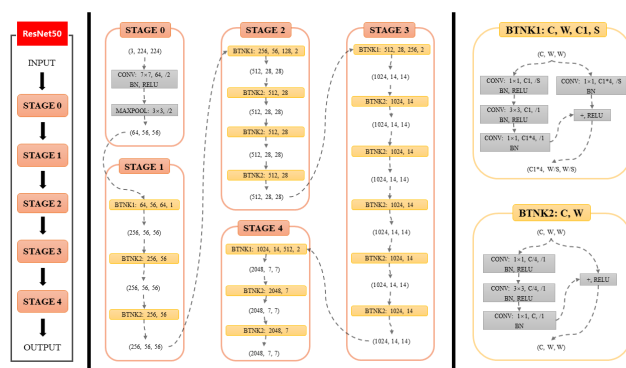 ResNet50
INPUT
STAGE 0
STAGE 1
STAGE 2
STAGE 3
STAGE 4
OUTPUT
STAGE 0
(3, 224, 224)
CONV: 7×7, 64, /2
BN, RELU
MAXPOOL: 3×3, /2
(64, 56, 56)
STAGE 1
BTNK1: 64, 56, 64, 1
(256, 56, 56)
BTNK2: 256, 56
(256, 56, 56)
BTNK2: 256, 56
(256, 56, 56)
STAGE 2
BTNK1: 256, 56, 128, 2
(512, 28, 28)
BTNK2: 512, 28
(512, 28, 28)
BTNK2: 512, 28
(512, 28, 28)
BTNK2: 512, 28
(512, 28, 28)
STAGE 4
BTNK1: 1024, 14, 512, 2
(2048, 7, 7)
BTNK2: 2048, 7
(2048, 7, 7)
BTNK2: 2048, 7
(2048, 7, 7)
STAGE 3
BTNK1: 512, 28, 256, 2
(1024, 14, 14)
BTNK2: 1024, 14
(1024, 14, 14)
BTNK2: 1024, 14
(1024, 14, 14)
BTNK2: 1024, 14
(1024, 14, 14)
BTNK2: 1024, 14
(1024, 14, 14)
BTNK2: 1024, 14
(1024, 14, 14)
BTNK1: C, W, C1, S
(C, W, W)
CONV: 1×1, C1, /S
BN, RELU
CONV: 1×1, C1*4, /S
BN
CONV: 3×3, C1, /1
BN, RELU
+, RELU
CONV: 1×1, C1*4, /1
BN
(C1*4, W/S, W/S)
BTNK2: C, W
(C, W, W)
CONV: 1×1, C/4, /1
BN, RELU
+, RELU
CONV: 3×3, C/4, /1
BN, RELU
CONV: 1×1, C, /1
BN
(C, W, W)